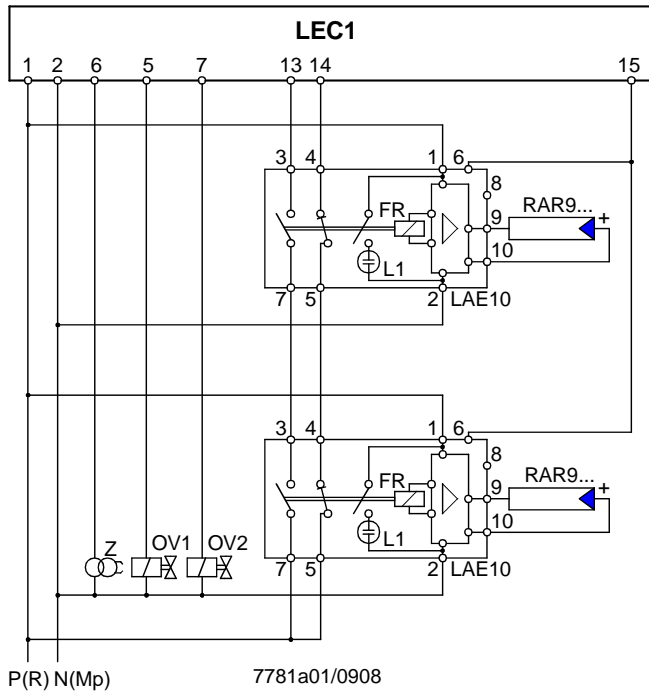 LEC1
1 2 6 5 7 13 14 15
3 4 1 6
8
FR
RAR9...
9
+
10
L1
7 5 2 LAE10
3 4 1 6
8
FR
RAR9...
9
+
10
L1
Z OV1 OV2
7 5 2 LAE10
P(R) N(Mp) 7781a01/0908